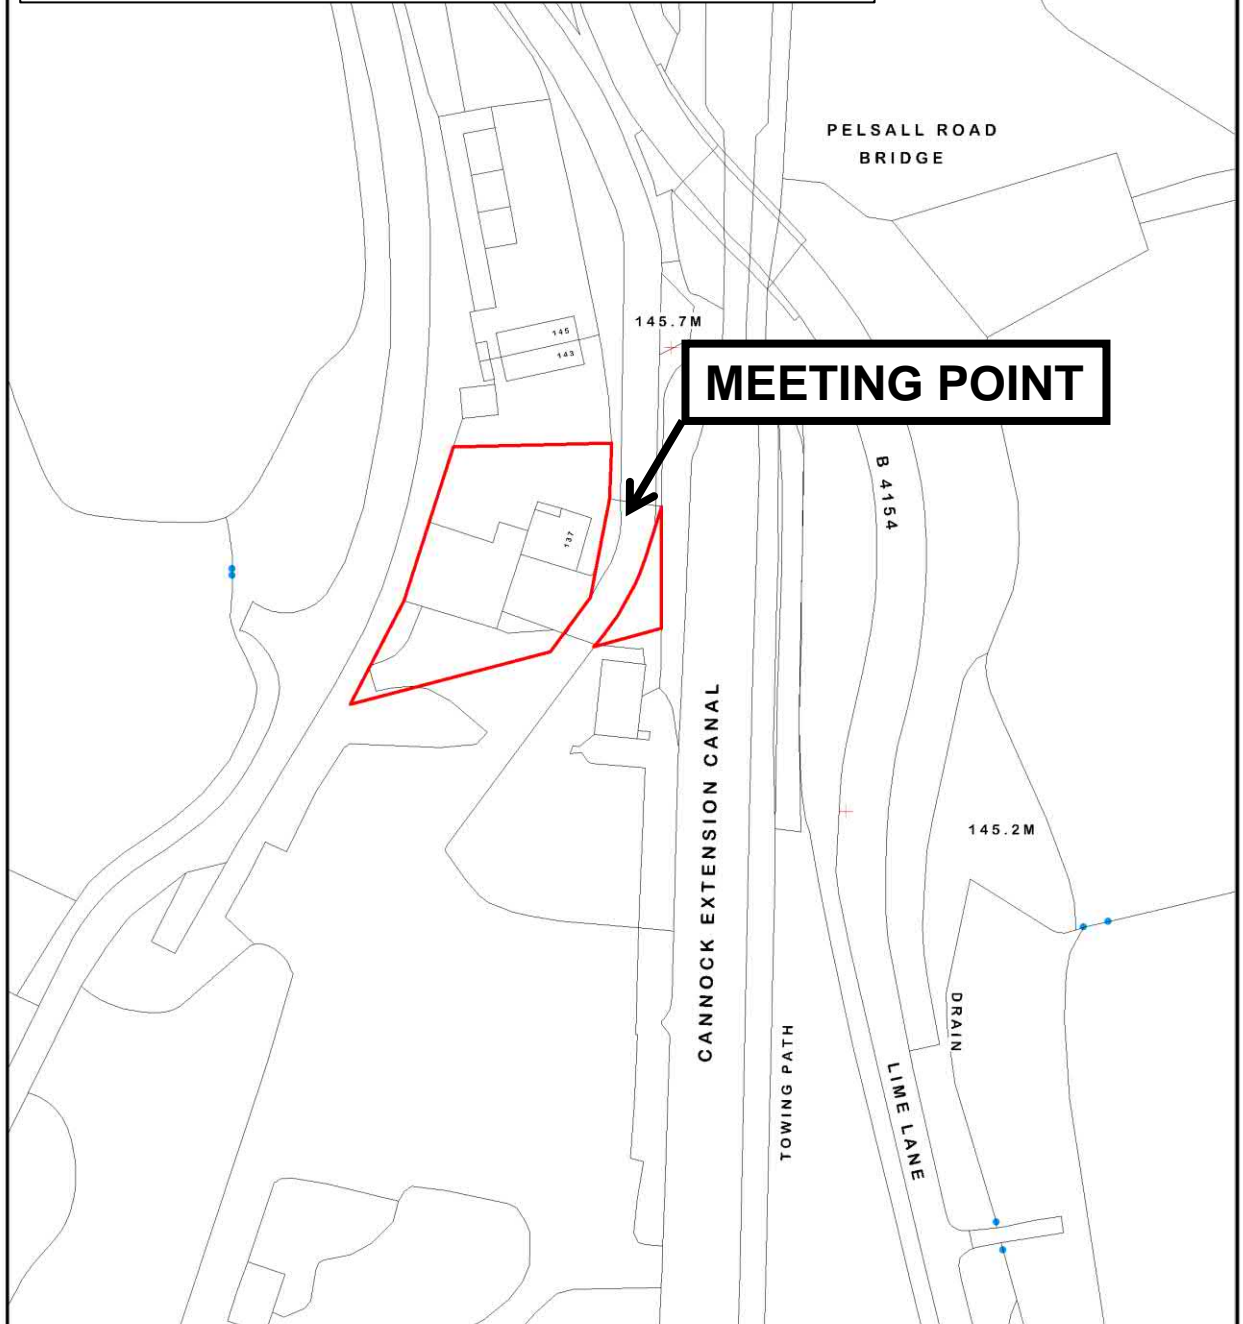 PELSALL ROAD
BRIDGE
145.7M
145
143
MEETING POINT
B 4154
137
CANNOCK EXTENSION CANAL
145.2M
DRAIN
TOWING PATH
LIME LANE